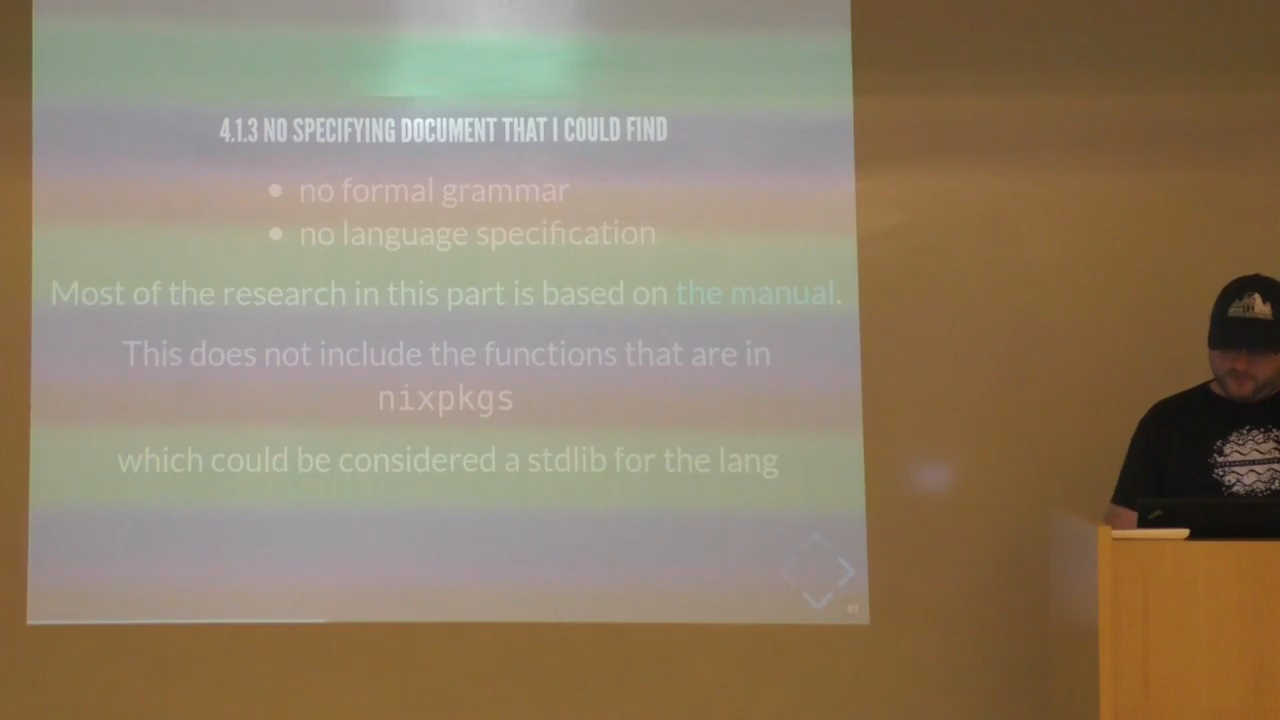 4.1.3 NO SPECIFYING DOCUMENT THAT I COULD FIND
• no formal grammar
• no language specification
Most of the research in this part is based on the manual.
This does not include the functions that are in
nixpkgs
which could be considered a stdlib for the lang